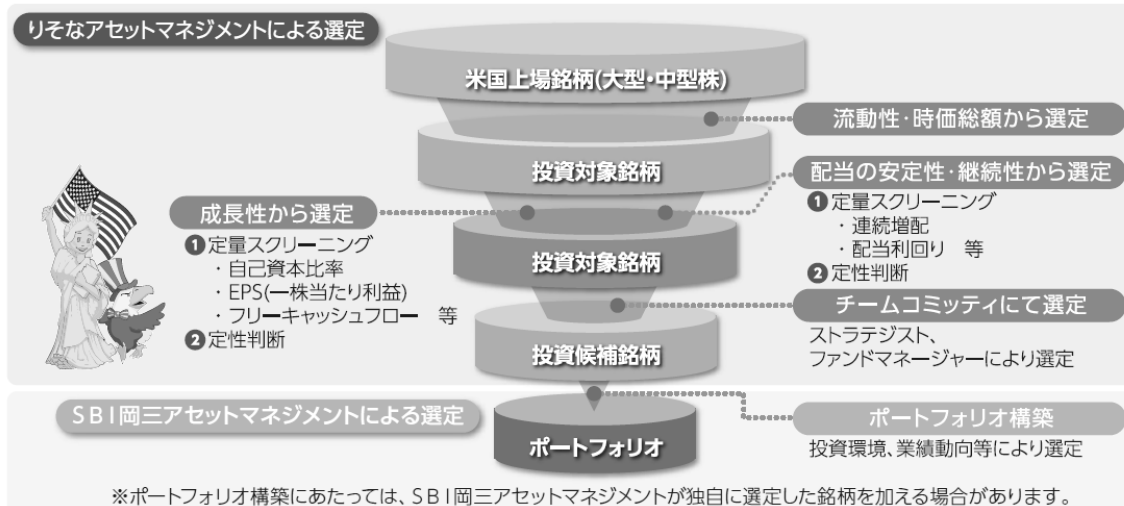 りそなアセットマネジメントによる選定
米国上場銘柄(大型・中型株)
流動性・時価総額から選定
投資対象銘柄
配当の安定性・継続性から選定
❶定量スクリーニング
・連続増配
・配当利回り 等
❷定性判断
成長性から選定
❶定量スクリーニング
・自己資本比率
・EPS(一株当たり利益)
・フリーキャッシュフロー 等
❷定性判断
投資対象銘柄
チームコミッティにて選定
ストラテジスト、
ファンドマネージャーにより選定
投資候補銘柄
SBI岡三アセットマネジメントによる選定
ポートフォリオ構築
投資環境、業績動向等により選定
ポートフォリオ
※ポートフォリオ構築にあたっては、SBI岡三アセットマネジメントが独自に選定した銘柄を加える場合があります。